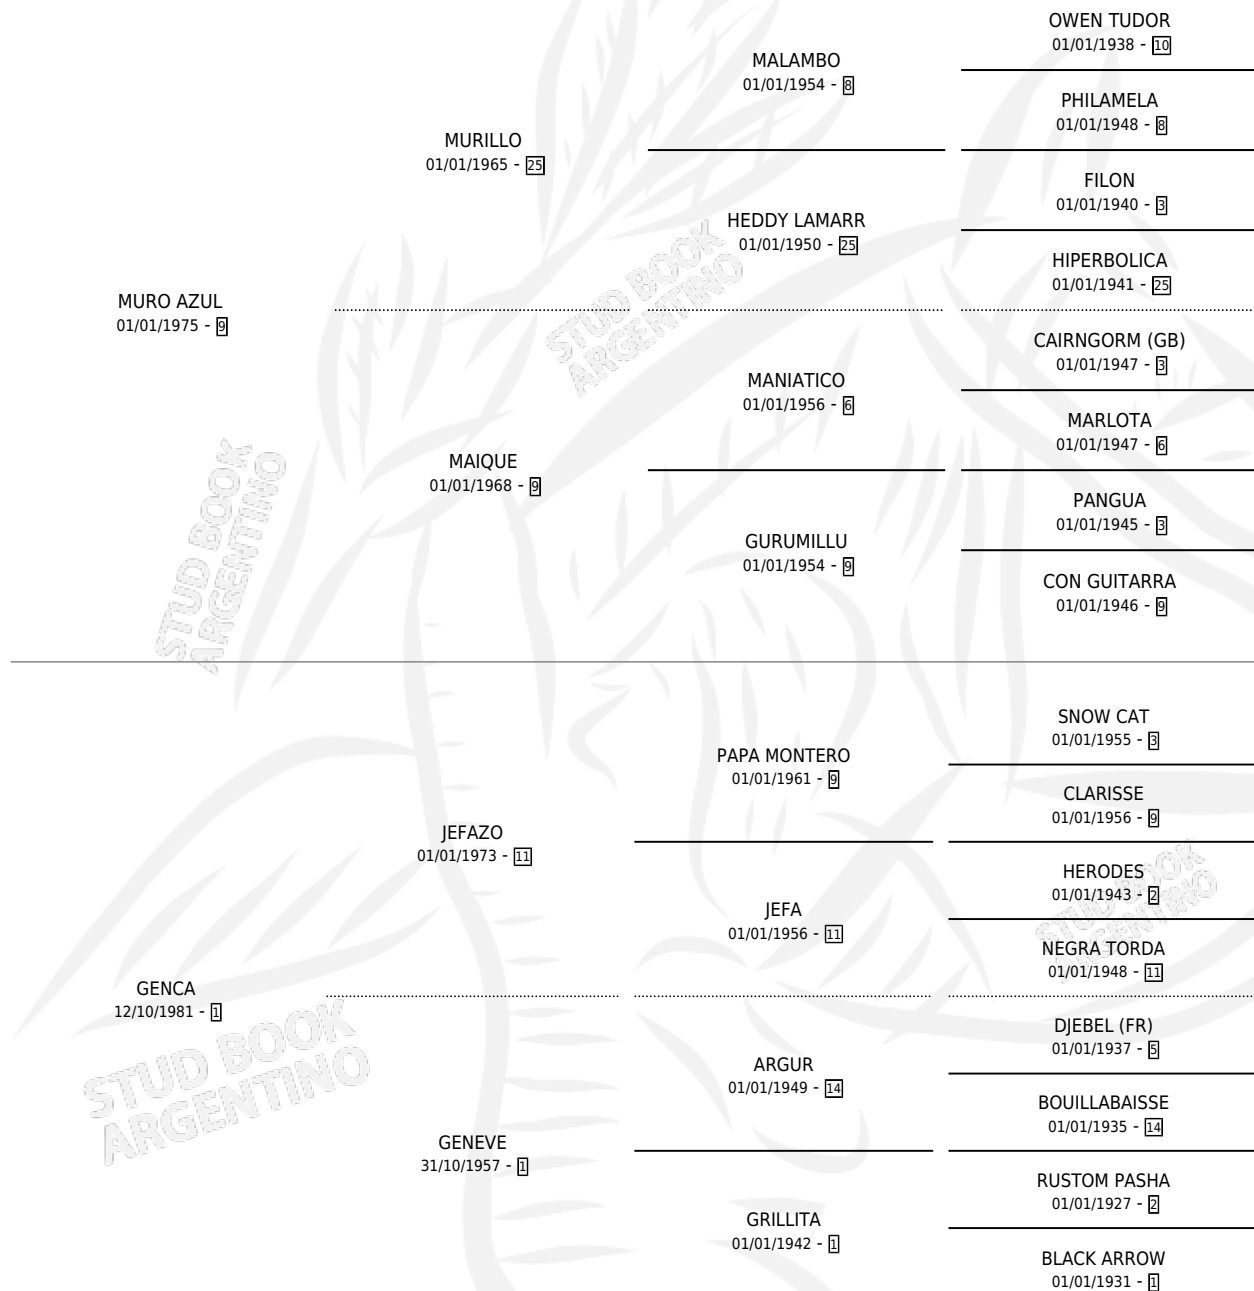 OWEN TUDOR
01/01/1938 - 10
MALAMBO
01/01/1954 - 8
PHILAMELA
01/01/1948 - 8
MURILLO
01/01/1965 - 25
FILON
01/01/1940 - 3
HEDDY LAMARR
01/01/1950 - 25
HIPERBOLICA
01/01/1941 - 25
MURO AZUL
01/01/1975 - 9
CAIRNGORM (GB)
01/01/1947 - 3
MANIATICO
01/01/1956 - 6
MARLOTA
01/01/1947 - 6
MAIQUE
01/01/1968 - 9
PANGUA
01/01/1945 - 3
GURUMILLU
01/01/1954 - 9
CON GUITARRA
01/01/1946 - 9
SNOW CAT
01/01/1955 - 3
PAPA MONTERO
01/01/1961 - 9
CLARISSE
01/01/1956 - 9
JEFAZO
01/01/1973 - 11
HERODES
01/01/1943 - 2
JEFA
01/01/1956 - 11
NEGRA TORDA
01/01/1948 - 11
GENCA
12/10/1981 - 1
DJEBEL (FR)
01/01/1937 - 5
ARGUR
01/01/1949 - 14
BOUILLABAISSE
01/01/1935 - 14
GENEVE
31/10/1957 - 1
RUSTOM PASHA
01/01/1927 - 2
GRILLITA
01/01/1942 - 1
BLACK ARROW
01/01/1931 - 1
STUD BOOK
ARGENTINO
STUD BOOK
ARGENTINO
STUD BOOK
ARGENTINO
STUD BOOK
ARGENTINO